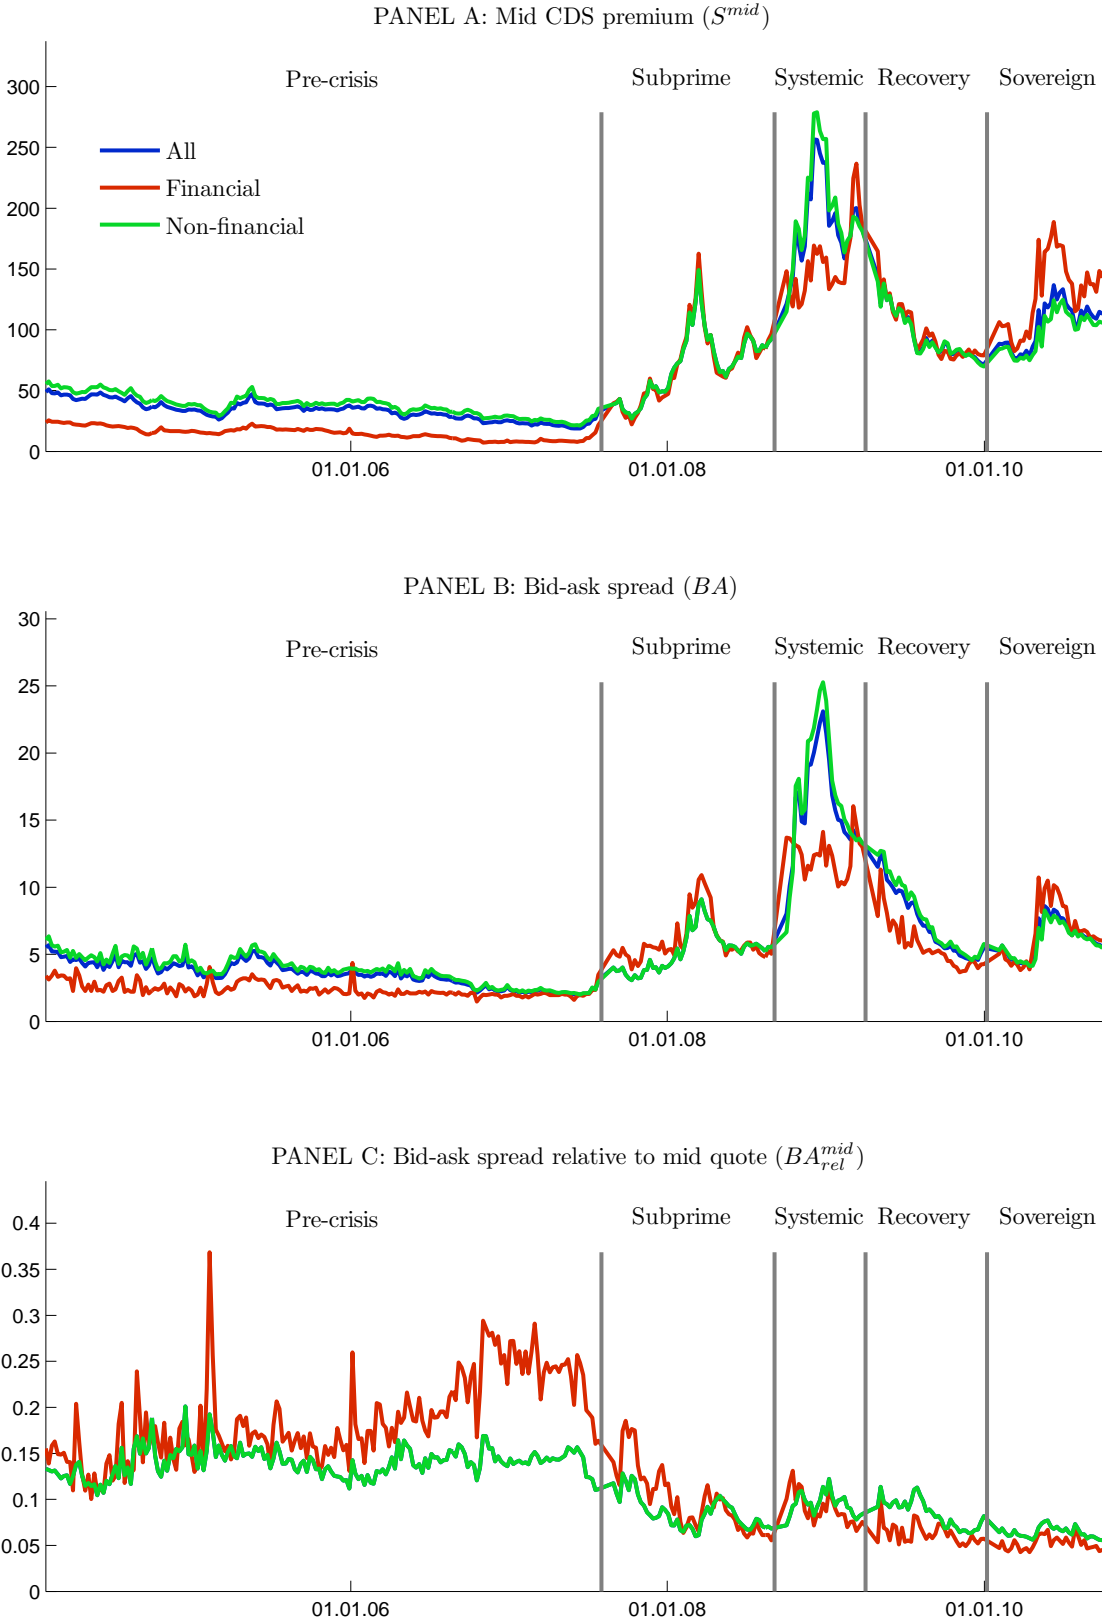 PANEL A: Mid CDS premium (S^mid)
Pre-crisis Subprime Systemic Recovery Sovereign
300
250
200
150
100
50
0
All
Financial
Non-financial
01.01.06 01.01.08 01.01.10
PANEL B: Bid-ask spread (BA)
Pre-crisis Subprime Systemic Recovery Sovereign
30
25
20
15
10
5
0
01.01.06 01.01.08 01.01.10
PANEL C: Bid-ask spread relative to mid quote (BA^mid_rel)
Pre-crisis Subprime Systemic Recovery Sovereign
0.4
0.35
0.3
0.25
0.2
0.15
0.1
0.05
0
01.01.06 01.01.08 01.01.10